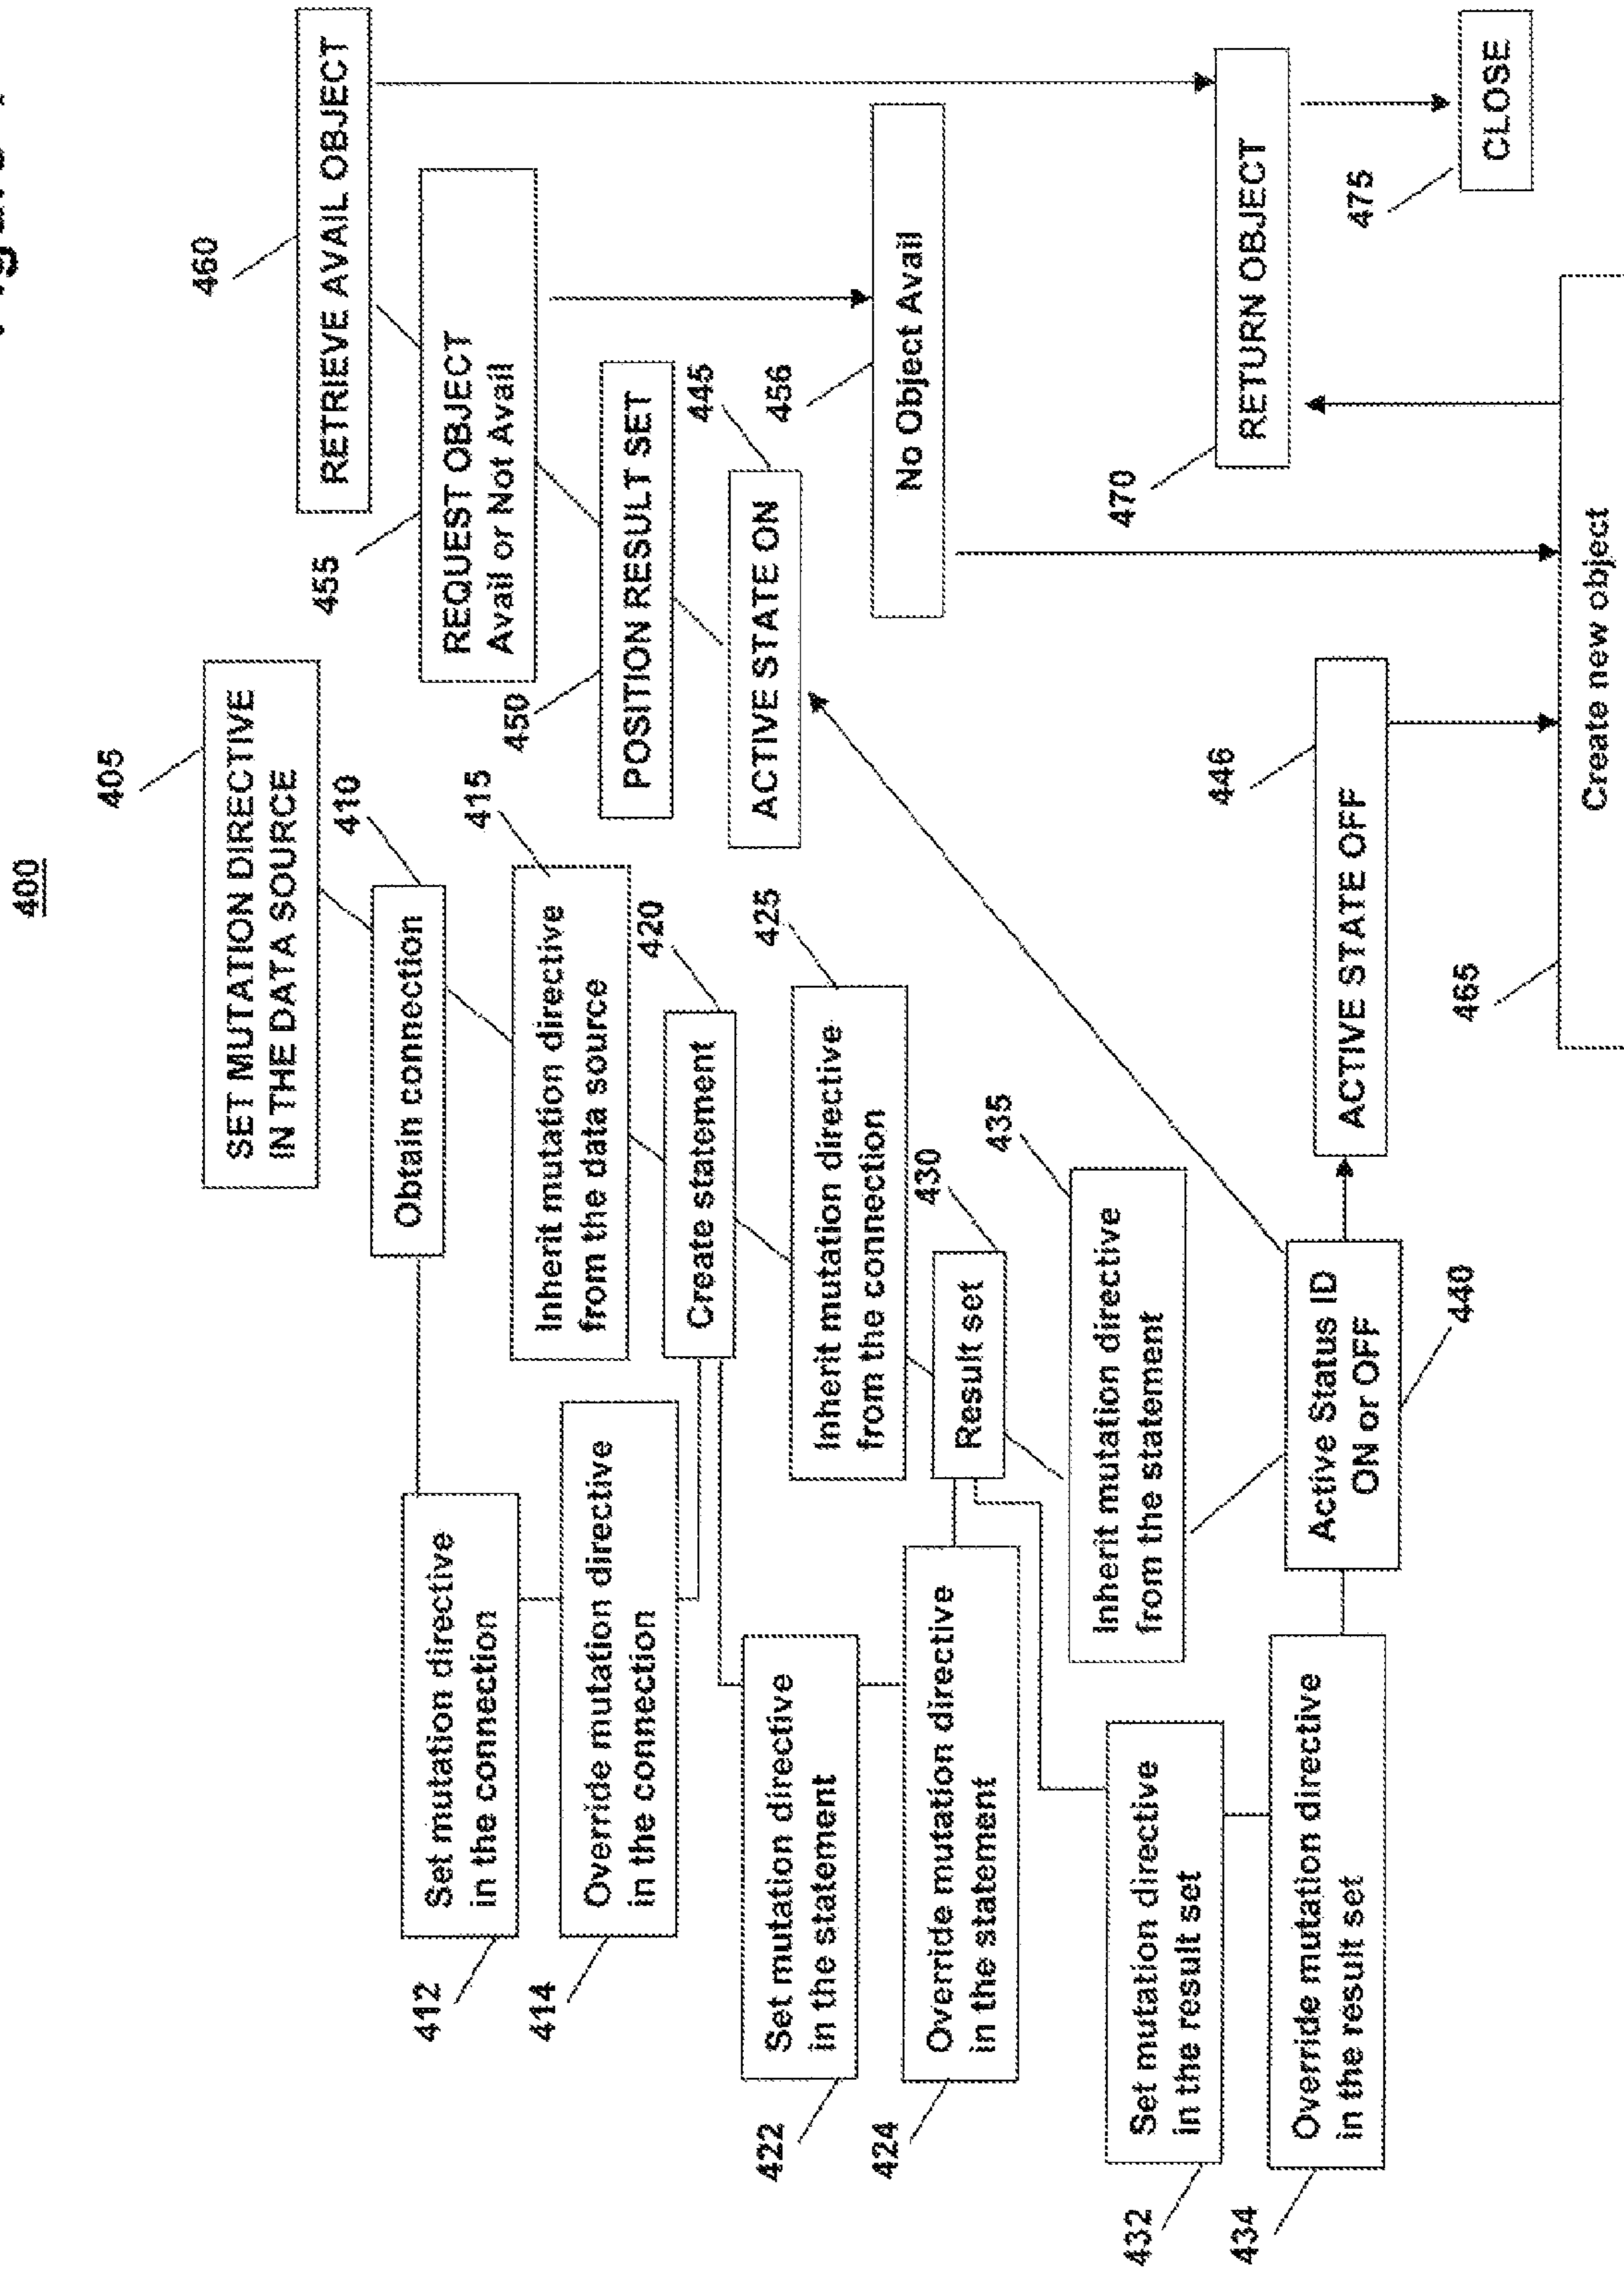 400
405
SET MUTATION DIRECTIVE
IN THE DATA SOURCE
410
Obtain connection
412
Set mutation directive
in the connection
414
Override mutation directive
in the connection
415
Inherit mutation directive
from the data source
420
Create statement
422
Set mutation directive
in the statement
424
Override mutation directive
in the statement
425
Inherit mutation directive
from the connection
430
Result set
432
Set mutation directive
in the result set
434
Override mutation directive
in the result set
435
Inherit mutation directive
from the statement
440
Active Status ID
ON or OFF
445
ACTIVE STATE ON
446
ACTIVE STATE OFF
450
POSITION RESULT SET
455
REQUEST OBJECT
Avail or Not Avail
456
No Object Avail
460
RETRIEVE AVAIL OBJECT
465
Create new object
470
RETURN OBJECT
475
CLOSE